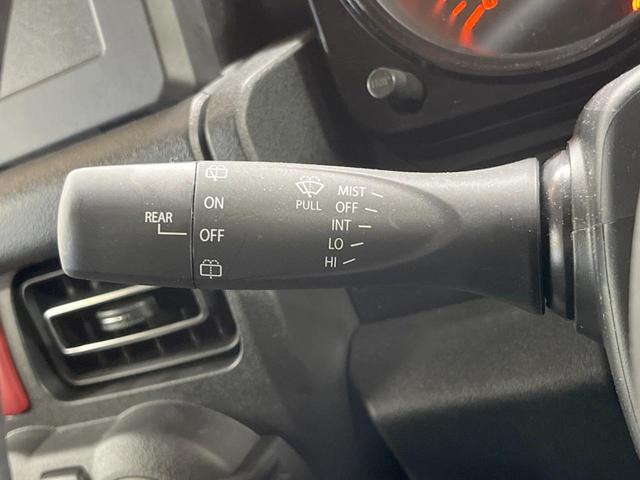 REAR
ON
OFF
PULL
MIST
OFF
INT
LO
HI